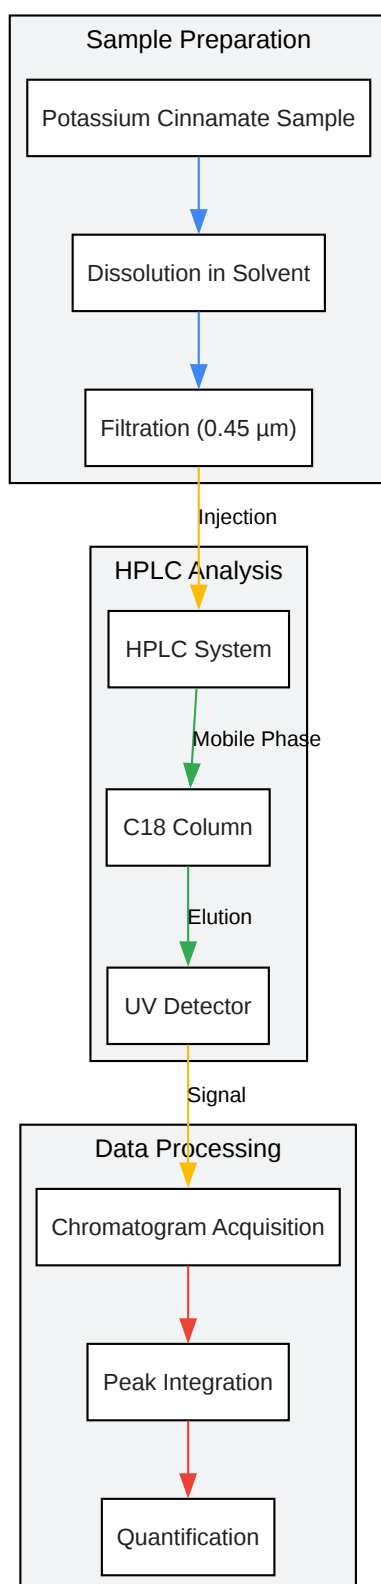 Sample Preparation
Potassium Cinnamate Sample
Dissolution in Solvent
Filtration (0.45 µm)
Injection
HPLC Analysis
HPLC System
Mobile Phase
C18 Column
Elution
UV Detector
Signal
Data Processing
Chromatogram Acquisition
Peak Integration
Quantification